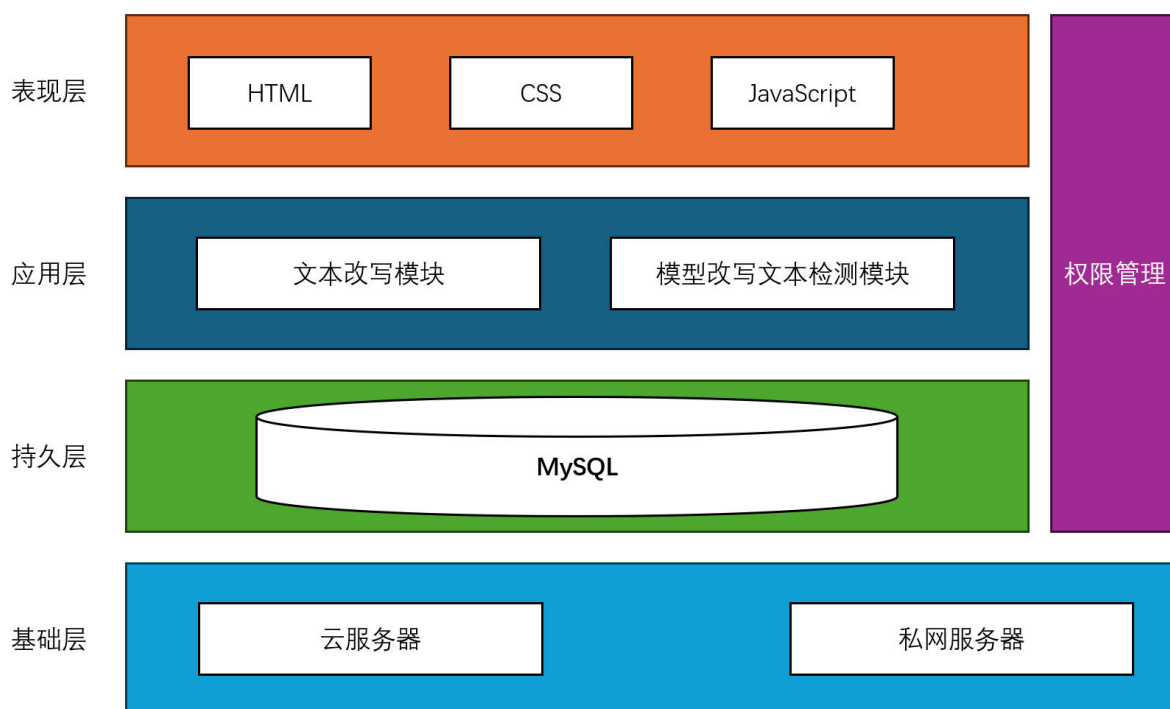 表现层
HTML
CSS
JavaScript
应用层
文本改写模块
模型改写文本检测模块
权限管理
持久层
MySQL
基础层
云服务器
私网服务器